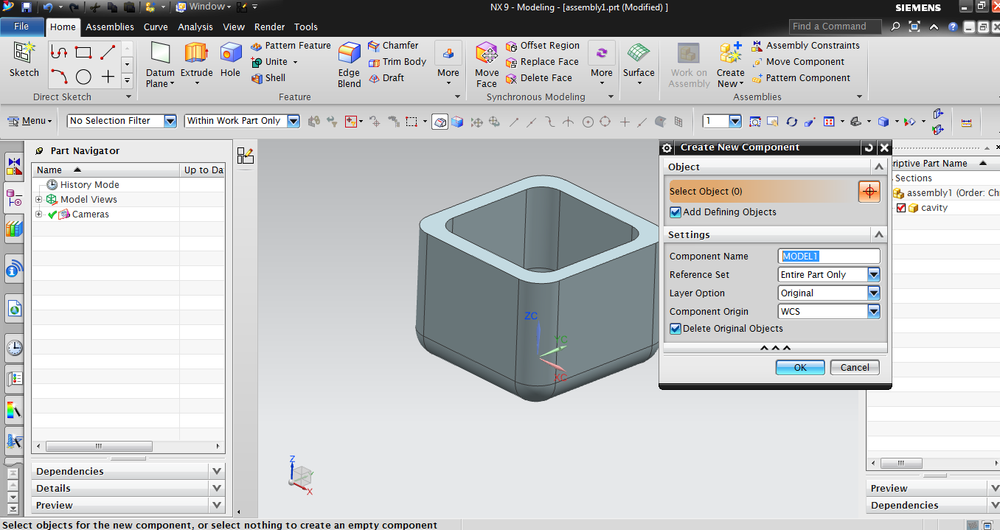 Window
NX 9 - Modeling - [assembly1.prt (Modified) ]
SIEMENS
File
Home
Assemblies
Curve
Analysis
View
Render
Tools
Find a Command
Sketch
Direct Sketch
Datum
Plane
Extrude
Hole
Pattern Feature
Unite
Shell
Edge
Blend
Chamfer
Trim Body
Draft
More
Feature
Move
Face
Offset Region
Replace Face
Delete Face
More
Synchronous Modeling
Surface
Work on
Assembly
Create
New
Assembly Constraints
Move Component
Pattern Component
Assemblies
Menu
No Selection Filter
Within Work Part Only
1
Part Navigator
Name
Up to Da
History Mode
Model Views
Cameras
Dependencies
Details
Preview
ZC
YC
XC
Z
X
Create New Component
Object
Select Object (0)
Add Defining Objects
Settings
Component Name
MODEL1
Reference Set
Entire Part Only
Layer Option
Original
Component Origin
WCS
Delete Original Objects
OK
Cancel
riptive Part Name
Sections
assembly1 (Order: Ch
cavity
Preview
Dependencies
Select objects for the new component, or select nothing to create an empty component